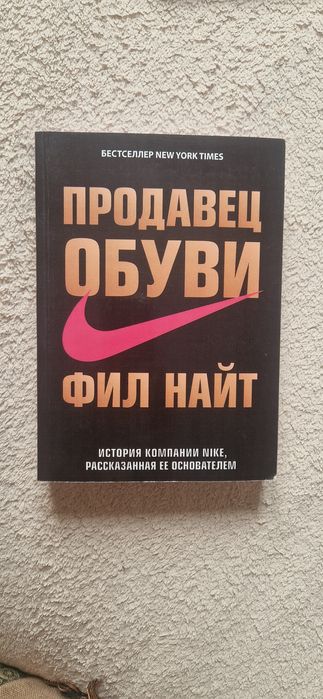 БЕСТСЕЛЛЕР NEW YORK TIMES
ПРОДАВЕЦ
ОБУВИ
ФИЛ НАЙТ
ИСТОРИЯ КОМПАНИИ NIKE,
РАССКАЗАННАЯ ЕЕ ОСНОВАТЕЛЕМ